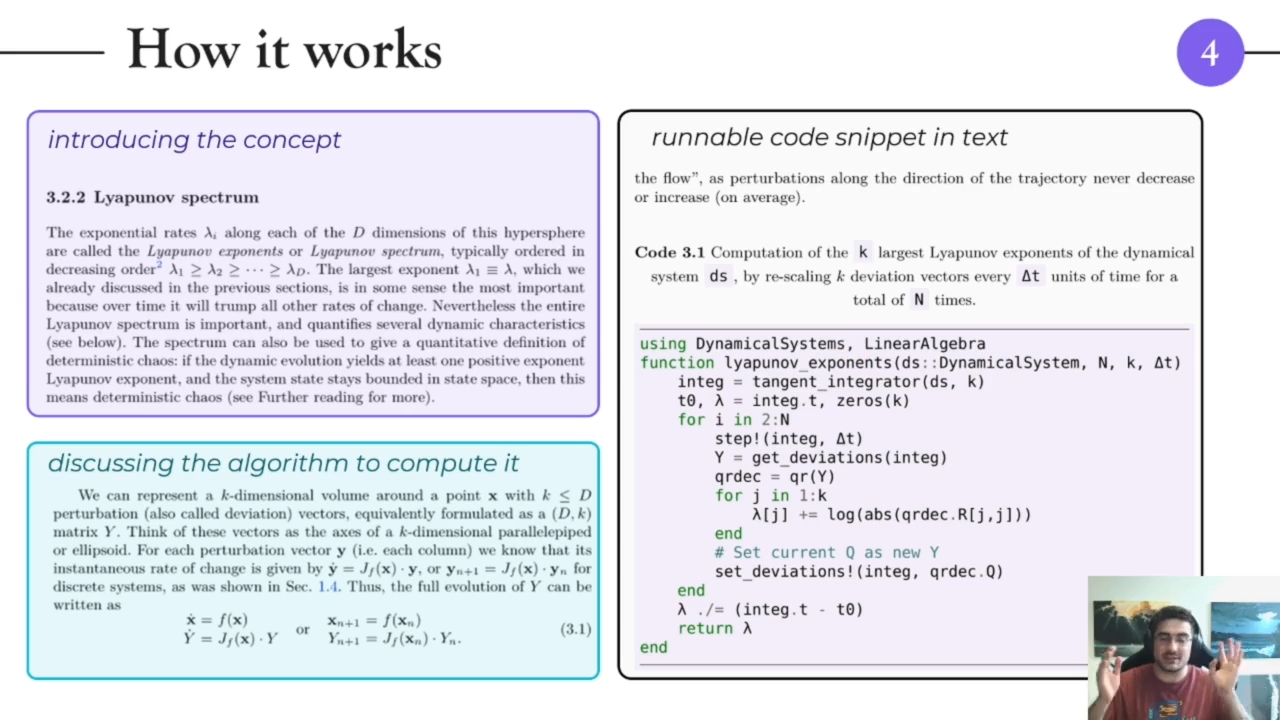 How it works
4
introducing the concept
3.2.2 Lyapunov spectrum
The exponential rates λᵢ along each of the D dimensions of this hypersphere
are called the Lyapunov exponents or Lyapunov spectrum, typically ordered in
decreasing order² λ₁ ≥ λ₂ ≥ ··· ≥ λ_D. The largest exponent λ₁ ≡ λ, which we
already discussed in the previous sections, is in some sense the most important
because over time it will trump all other rates of change. Nevertheless the entire
Lyapunov spectrum is important, and quantifies several dynamic characteristics
(see below). The spectrum can also be used to give a quantitative definition of
deterministic chaos: if the dynamic evolution yields at least one positive exponent
Lyapunov exponent, and the system state stays bounded in state space, then this
means deterministic chaos (see Further reading for more).
discussing the algorithm to compute it
We can represent a k-dimensional volume around a point x with k ≤ D
perturbation (also called deviation) vectors, equivalently formulated as a (D, k)
matrix Y. Think of these vectors as the axes of a k-dimensional parallelepiped
or ellipsoid. For each perturbation vector y (i.e. each column) we know that its
instantaneous rate of change is given by ẏ = J_f(x) · y, or yₙ₊₁ = J_f(x) · yₙ for
discrete systems, as was shown in Sec. 1.4. Thus, the full evolution of Y can be
written as
ẋ = f(x) xₙ₊₁ = f(xₙ)
or (3.1)
Ẏ = J_f(x) · Y Yₙ₊₁ = J_f(xₙ) · Yₙ.
runnable code snippet in text
the flow”, as perturbations along the direction of the trajectory never decrease
or increase (on average).
Code 3.1 Computation of the k largest Lyapunov exponents of the dynamical
system ds , by re-scaling k deviation vectors every Δt units of time for a
total of N times.
using DynamicalSystems, LinearAlgebra
function lyapunov_exponents(ds::DynamicalSystem, N, k, Δt)
integ = tangent_integrator(ds, k)
t0, λ = integ.t, zeros(k)
for i in 2:N
step!(integ, Δt)
Y = get_deviations(integ)
qrdec = qr(Y)
for j in 1:k
λ[j] += log(abs(qrdec.R[j,j]))
end
# Set current Q as new Y
set_deviations!(integ, qrdec.Q)
end
λ ./= (integ.t - t0)
return λ
end